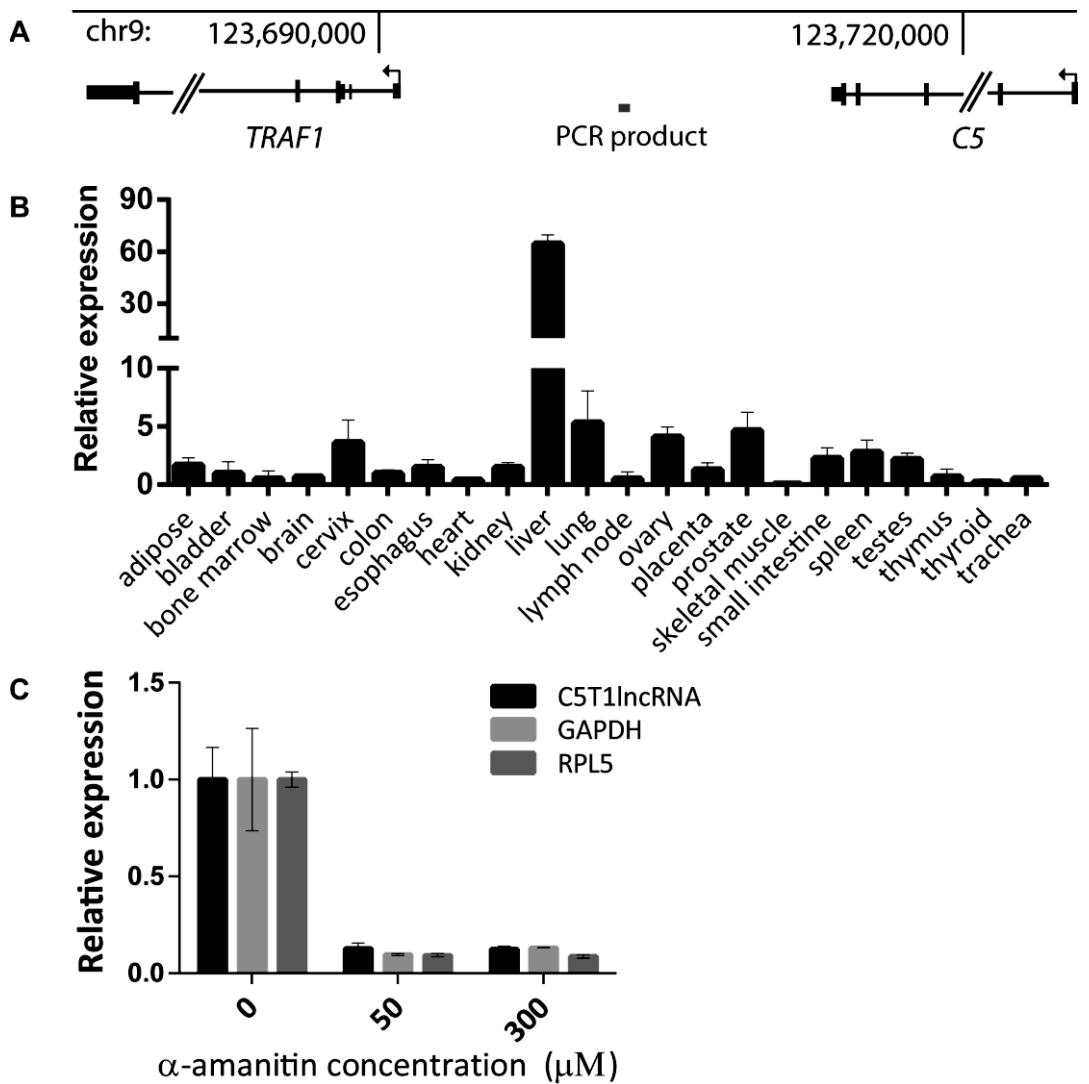 A
chr9: 123,690,000 123,720,000
TRAF1 PCR product C5
B
Relative expression
90
60
30
10
5
0
adipose
bladder
bone marrow
brain
cervix
colon
esophagus
heart
kidney
liver
lung
lymph node
ovary
placenta
prostate
skeletal muscle
small intestine
spleen
testes
thymus
thyroid
trachea
C
Relative expression
1.5
1.0
0.5
0.0
C5T1lncRNA
GAPDH
RPL5
0 50 300
α-amanitin concentration (μM)